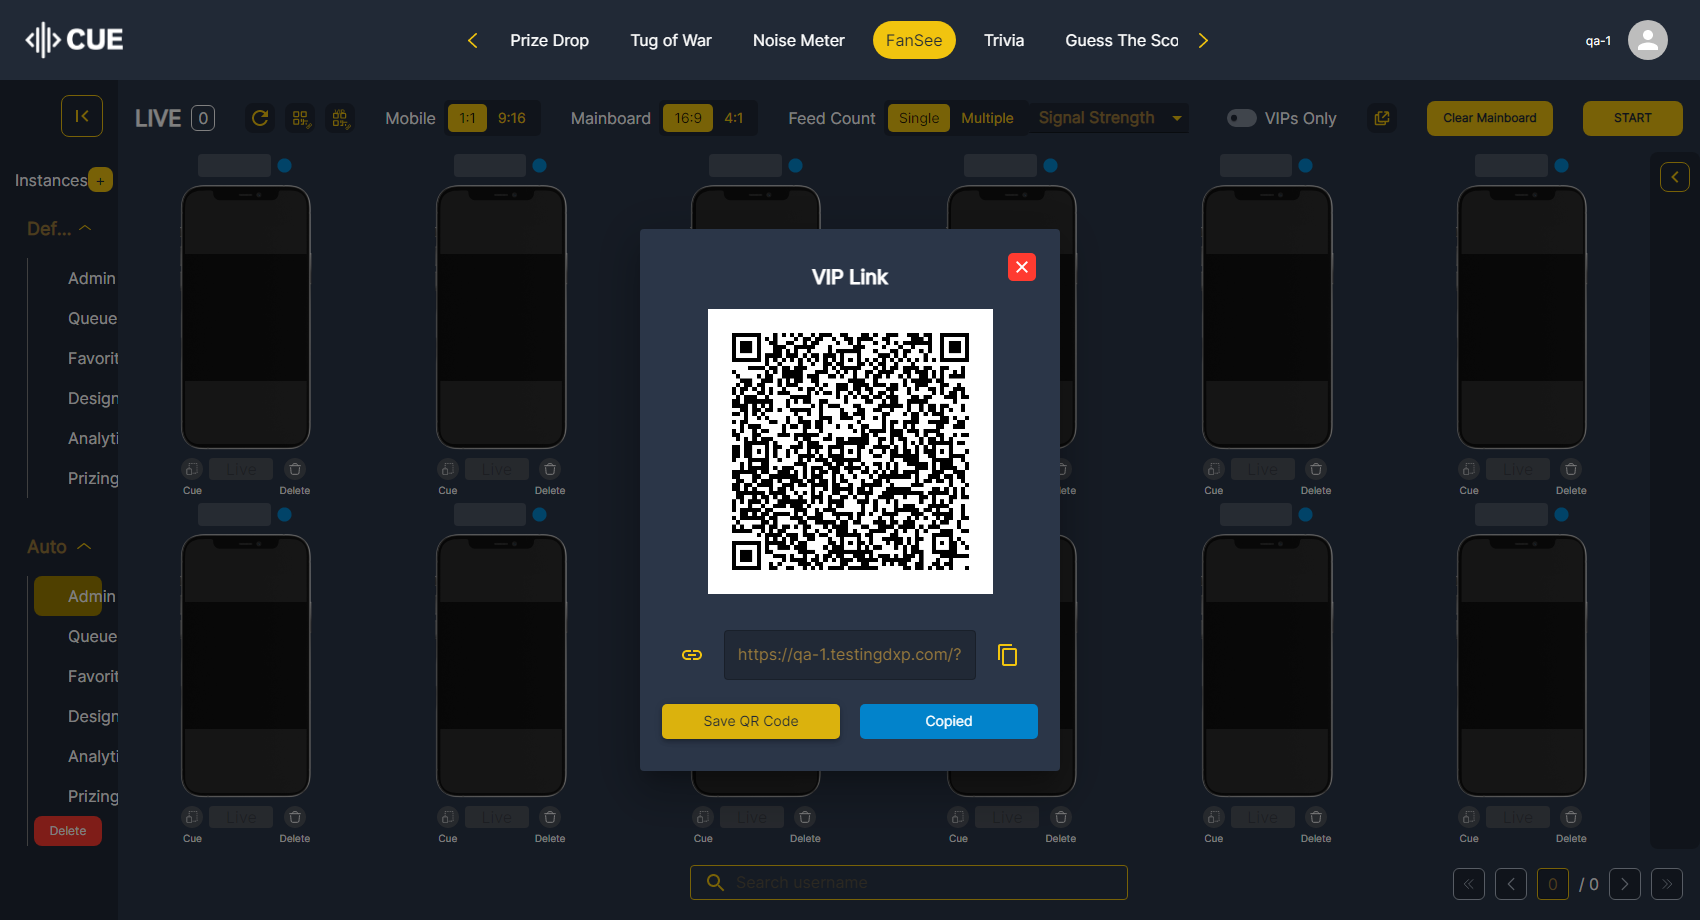 CUE
Prize Drop
Tug of War
Noise Meter
FanSee
Trivia
Guess The Sco
qa-1
LIVE 0
Mobile 1:1 9:16
Mainboard 16:9 4:1
Feed Count Single Multiple
Signal Strength
VIPs Only
Clear Mainboard
START
Instances +
Def...
Admin
Queue
Favorit
Design
Analyti
Prizing
Auto
Admin
Queue
Favorit
Design
Analyti
Prizing
Delete
VIP Link
https://qa-1.testingdxp.com/?
Save QR Code
Copied
Live
Cue Delete
Live
Cue Delete
ete
Live
Cue Delete
Live
Cue Delete
Live
Cue Delete
Live
Cue Delete
Live
Cue Delete
Live
Cue Delete
Live
Cue Delete
Live
Cue Delete
Search username
0 / 0